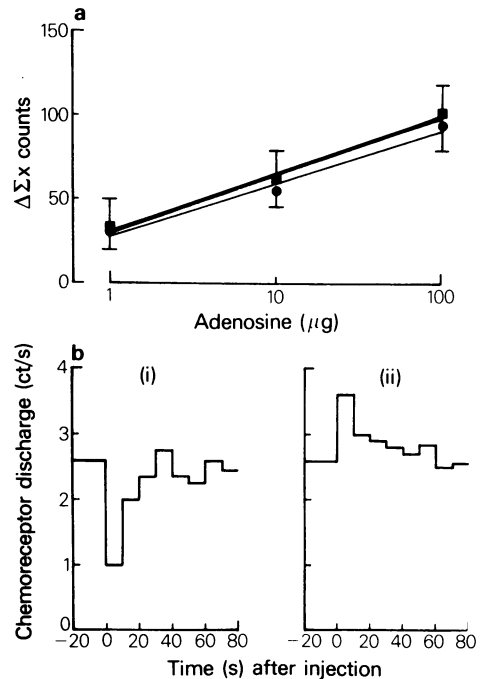 a
150
100
50
0
ΔΣx counts
1 10 100
Adenosine (μg)
b
Chemoreceptor discharge (ct/s)
4
3
2
1
0
(i)
(ii)
−20 0 20 40 60 80
−20 0 20 40 60 80
Time (s) after injection